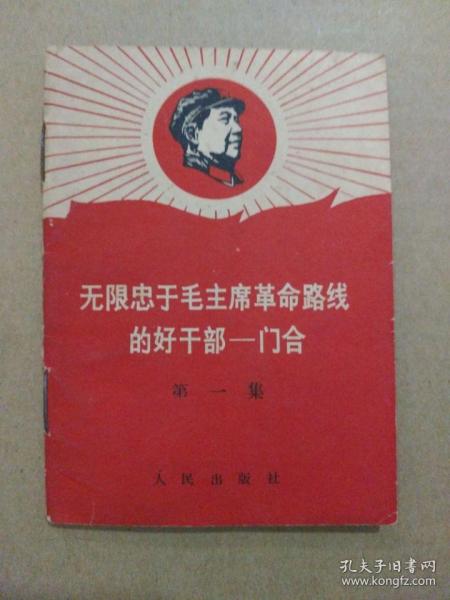 无限忠于毛主席革命路线
的好干部—门合
第一集
人民出版社
孔夫子旧书网
www.kongfz.com